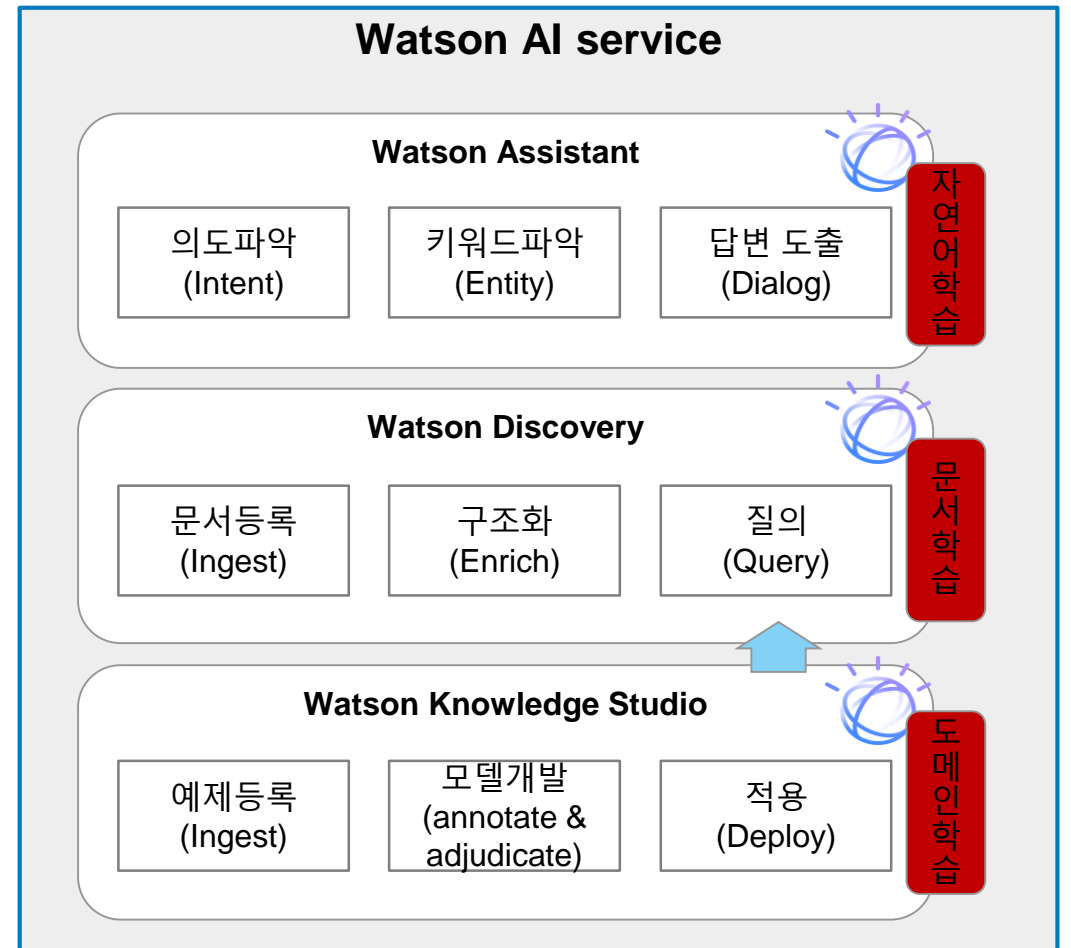 Watson AI service
Watson Assistant
의도파악
(Intent)
키워드파악
(Entity)
답변 도출
(Dialog)
자연어학습
Watson Discovery
문서등록
(Ingest)
구조화
(Enrich)
질의
(Query)
문서학습
Watson Knowledge Studio
예제등록
(Ingest)
모델개발
(annotate &
adjudicate)
적용
(Deploy)
도메인학습